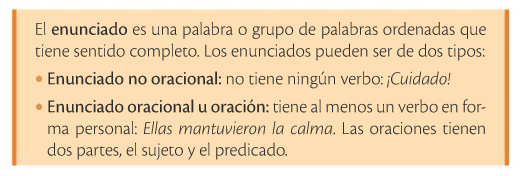 El enunciado es una palabra o grupo de palabras ordenadas que
tiene sentido completo. Los enunciados pueden ser de dos tipos:
• Enunciado no oracional: no tiene ningún verbo: ¡Cuidado!
• Enunciado oracional u oración: tiene al menos un verbo en for-
ma personal: Ellas mantuvieron la calma. Las oraciones tienen
dos partes, el sujeto y el predicado.